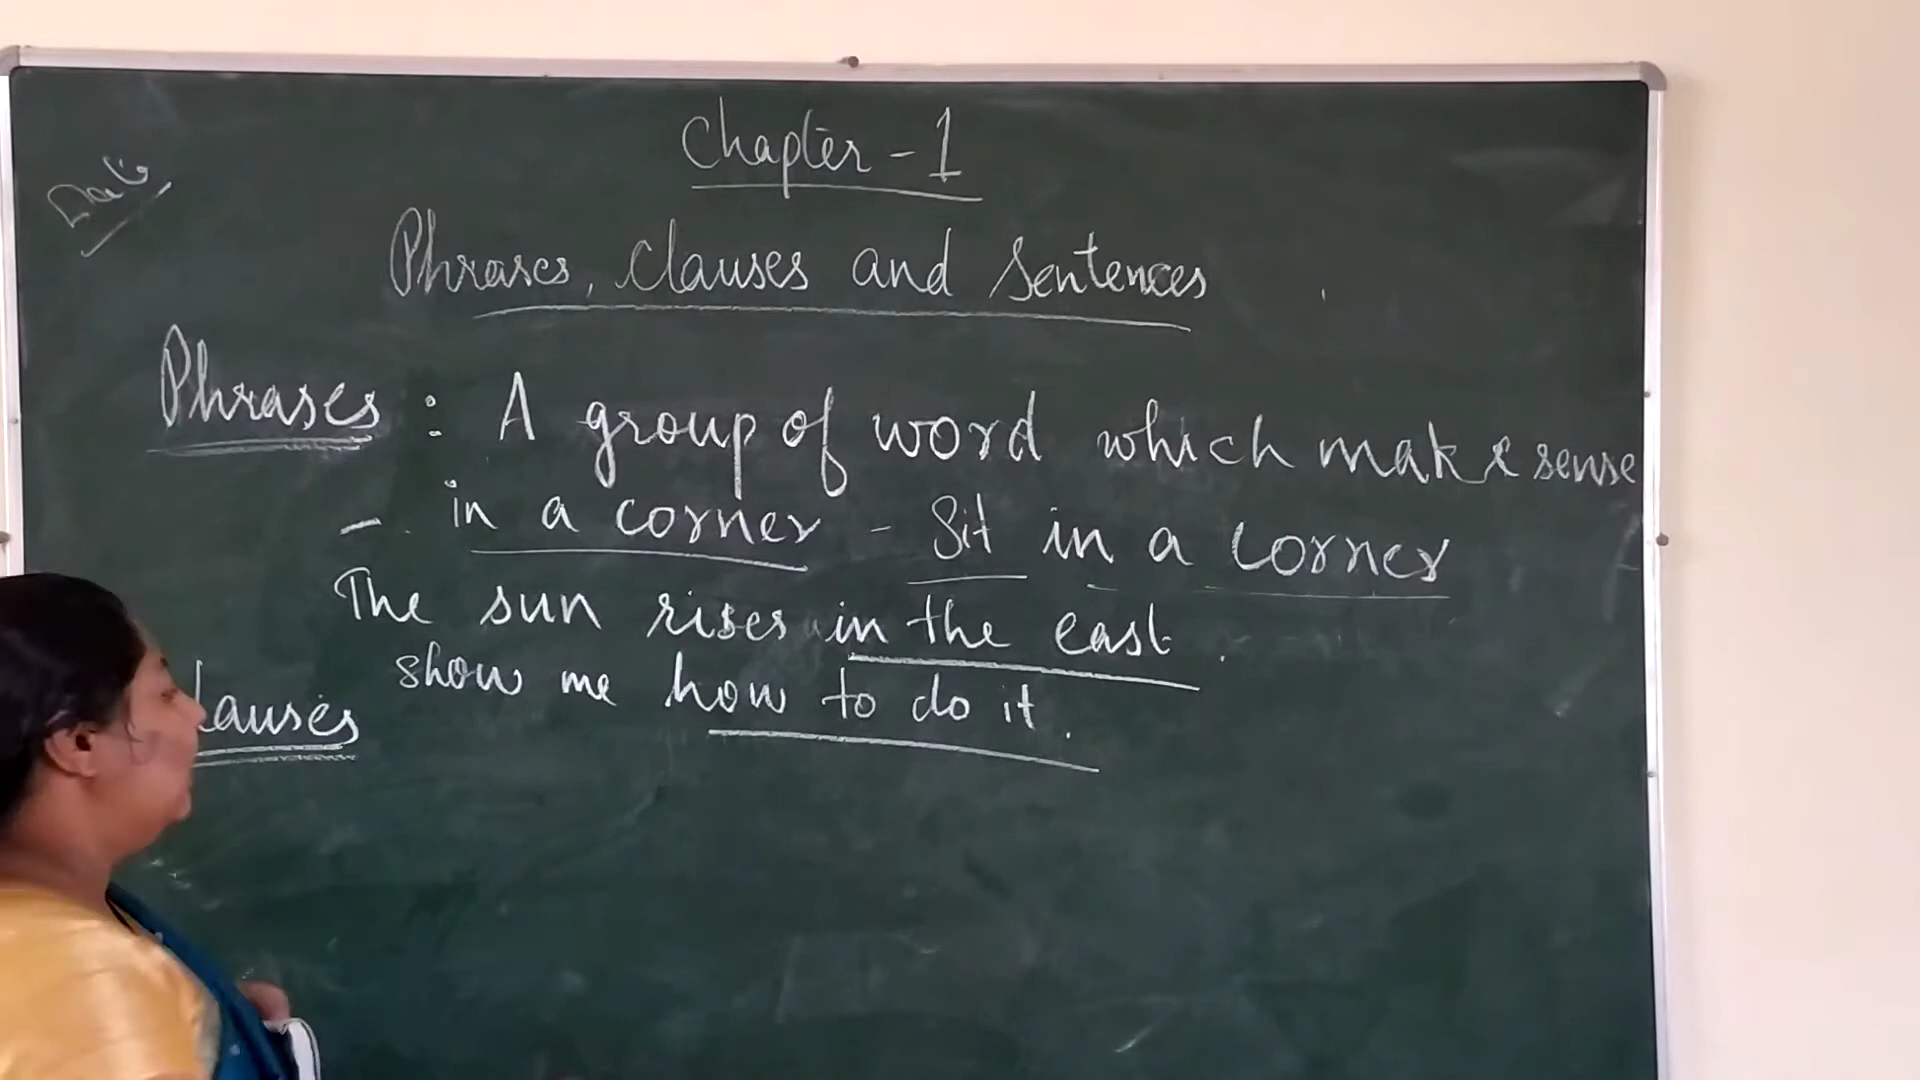 Date
Chapter - 1
Phrases, Clauses and Sentences
Phrases : A group of word which make sense
- in a corner - Sit in a corner
The sun rises in the east.
show me how to do it.
lauses